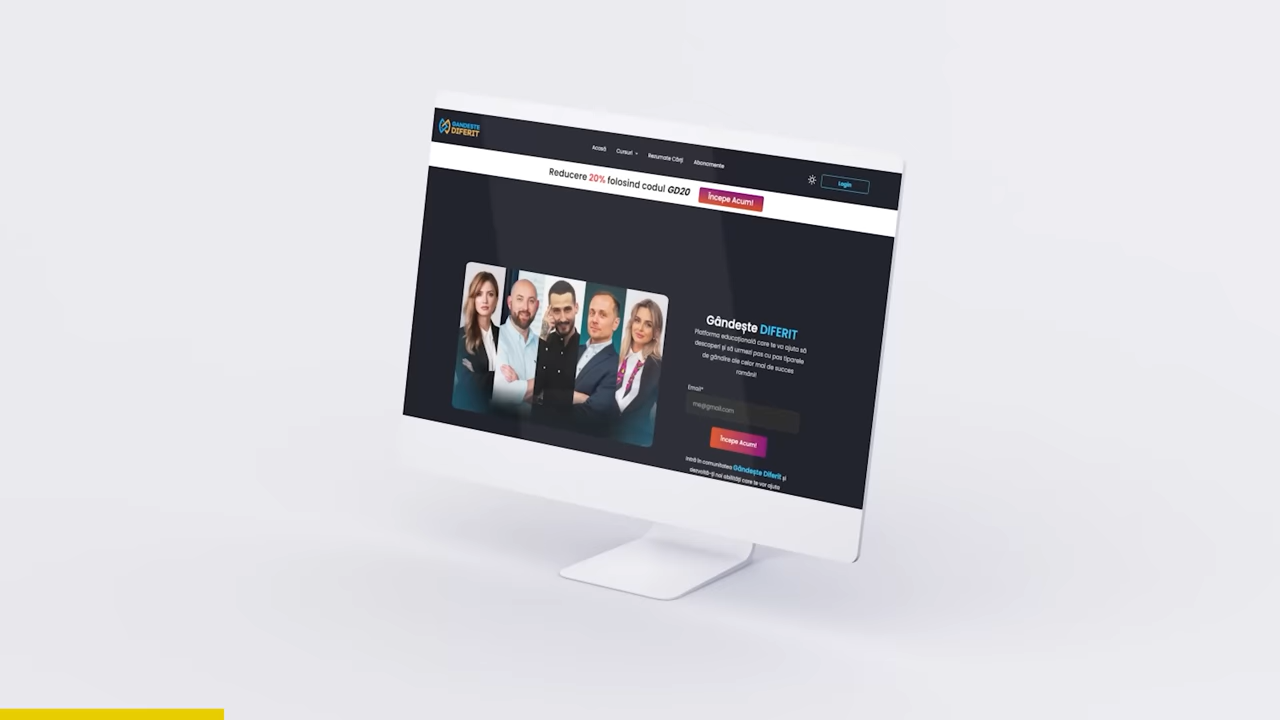 GÂNDEȘTE
DIFERIT
Acasă Cursuri Rezumate Cărți Abonamente
Login
Reducere 20% folosind codul GD20 Începe Acum!
Gândește DIFERIT
Platforma educațională care te va ajuta să
descoperi și să urmezi pas cu pas tiparele
de gândire ale celor mai de succes
români!
Email*
me@gmail.com
Începe Acum!
Intră în comunitatea Gândește Diferit și
dezvoltă-ți noi abilități care te vor ajuta